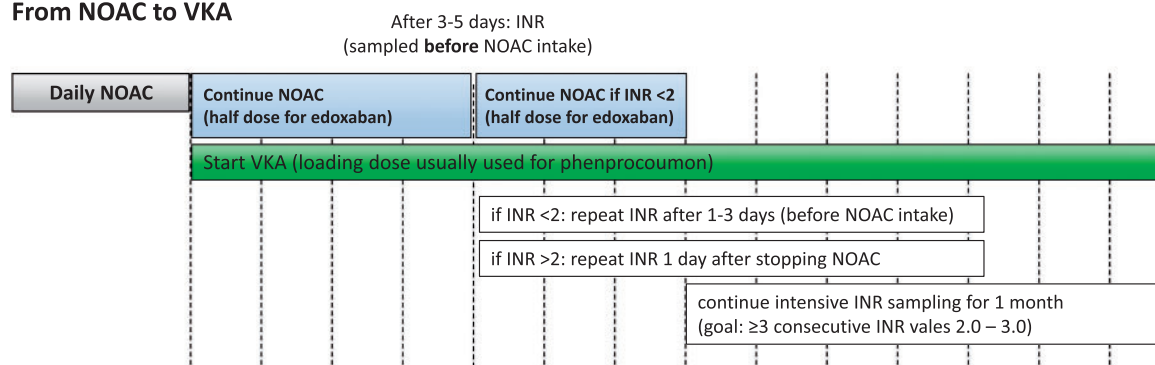 From NOAC to VKA
After 3-5 days: INR
(sampled before NOAC intake)
Daily NOAC
Continue NOAC
(half dose for edoxaban)
Continue NOAC if INR <2
(half dose for edoxaban)
Start VKA (loading dose usually used for phenprocoumon)
if INR <2: repeat INR after 1-3 days (before NOAC intake)
if INR >2: repeat INR 1 day after stopping NOAC
continue intensive INR sampling for 1 month
(goal: ≥3 consecutive INR vales 2.0 – 3.0)